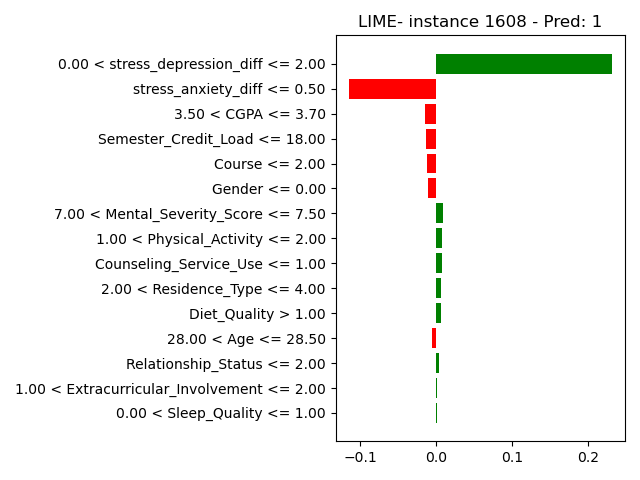 LIME- instance 1608 - Pred: 1
0.00 < stress_depression_diff <= 2.00
stress_anxiety_diff <= 0.50
3.50 < CGPA <= 3.70
Semester_Credit_Load <= 18.00
Course <= 2.00
Gender <= 0.00
7.00 < Mental_Severity_Score <= 7.50
1.00 < Physical_Activity <= 2.00
Counseling_Service_Use <= 1.00
2.00 < Residence_Type <= 4.00
Diet_Quality > 1.00
28.00 < Age <= 28.50
Relationship_Status <= 2.00
1.00 < Extracurricular_Involvement <= 2.00
0.00 < Sleep_Quality <= 1.00
−0.1 0.0 0.1 0.2